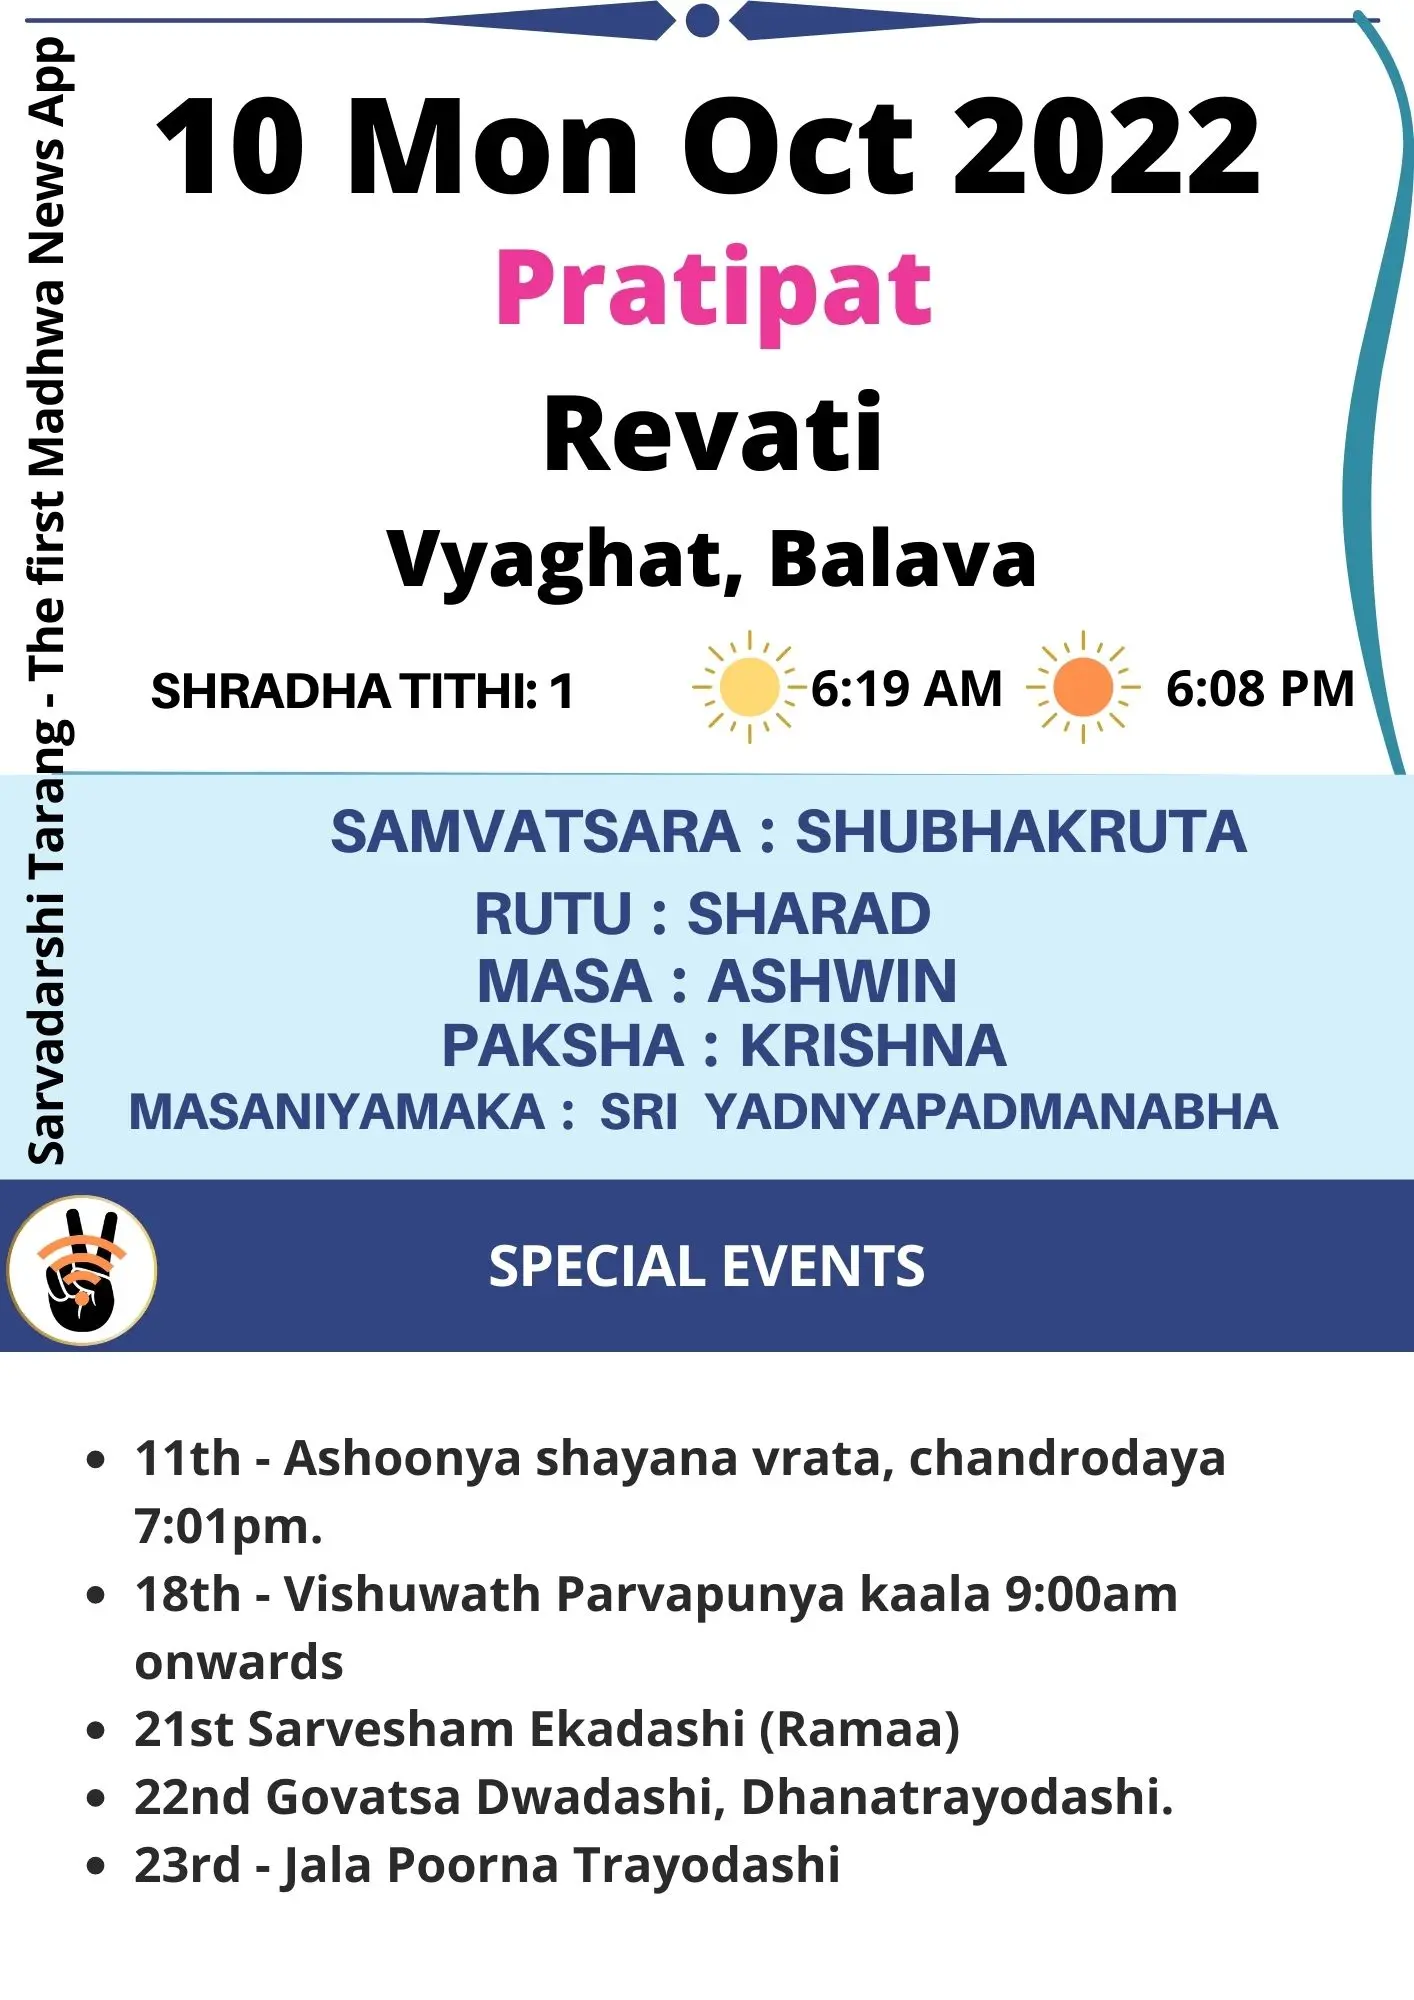 Sarvadarshi Tarang - The first Madhwa News App
10 Mon Oct 2022
Pratipat
Revati
Vyaghat, Balava
SHRADHA TITHI: 1
6:19 AM
6:08 PM
SAMVATSARA : SHUBHAKRUTA
RUTU : SHARAD
MASA : ASHWIN
PAKSHA : KRISHNA
MASANIYAMAKA : SRI YADNYAPADMANABHA
SPECIAL EVENTS
• 11th - Ashoonya shayana vrata, chandrodaya
7:01pm.
• 18th - Vishuwath Parvapunya kaala 9:00am
onwards
• 21st Sarvesham Ekadashi (Ramaa)
• 22nd Govatsa Dwadashi, Dhanatrayodashi.
• 23rd - Jala Poorna Trayodashi